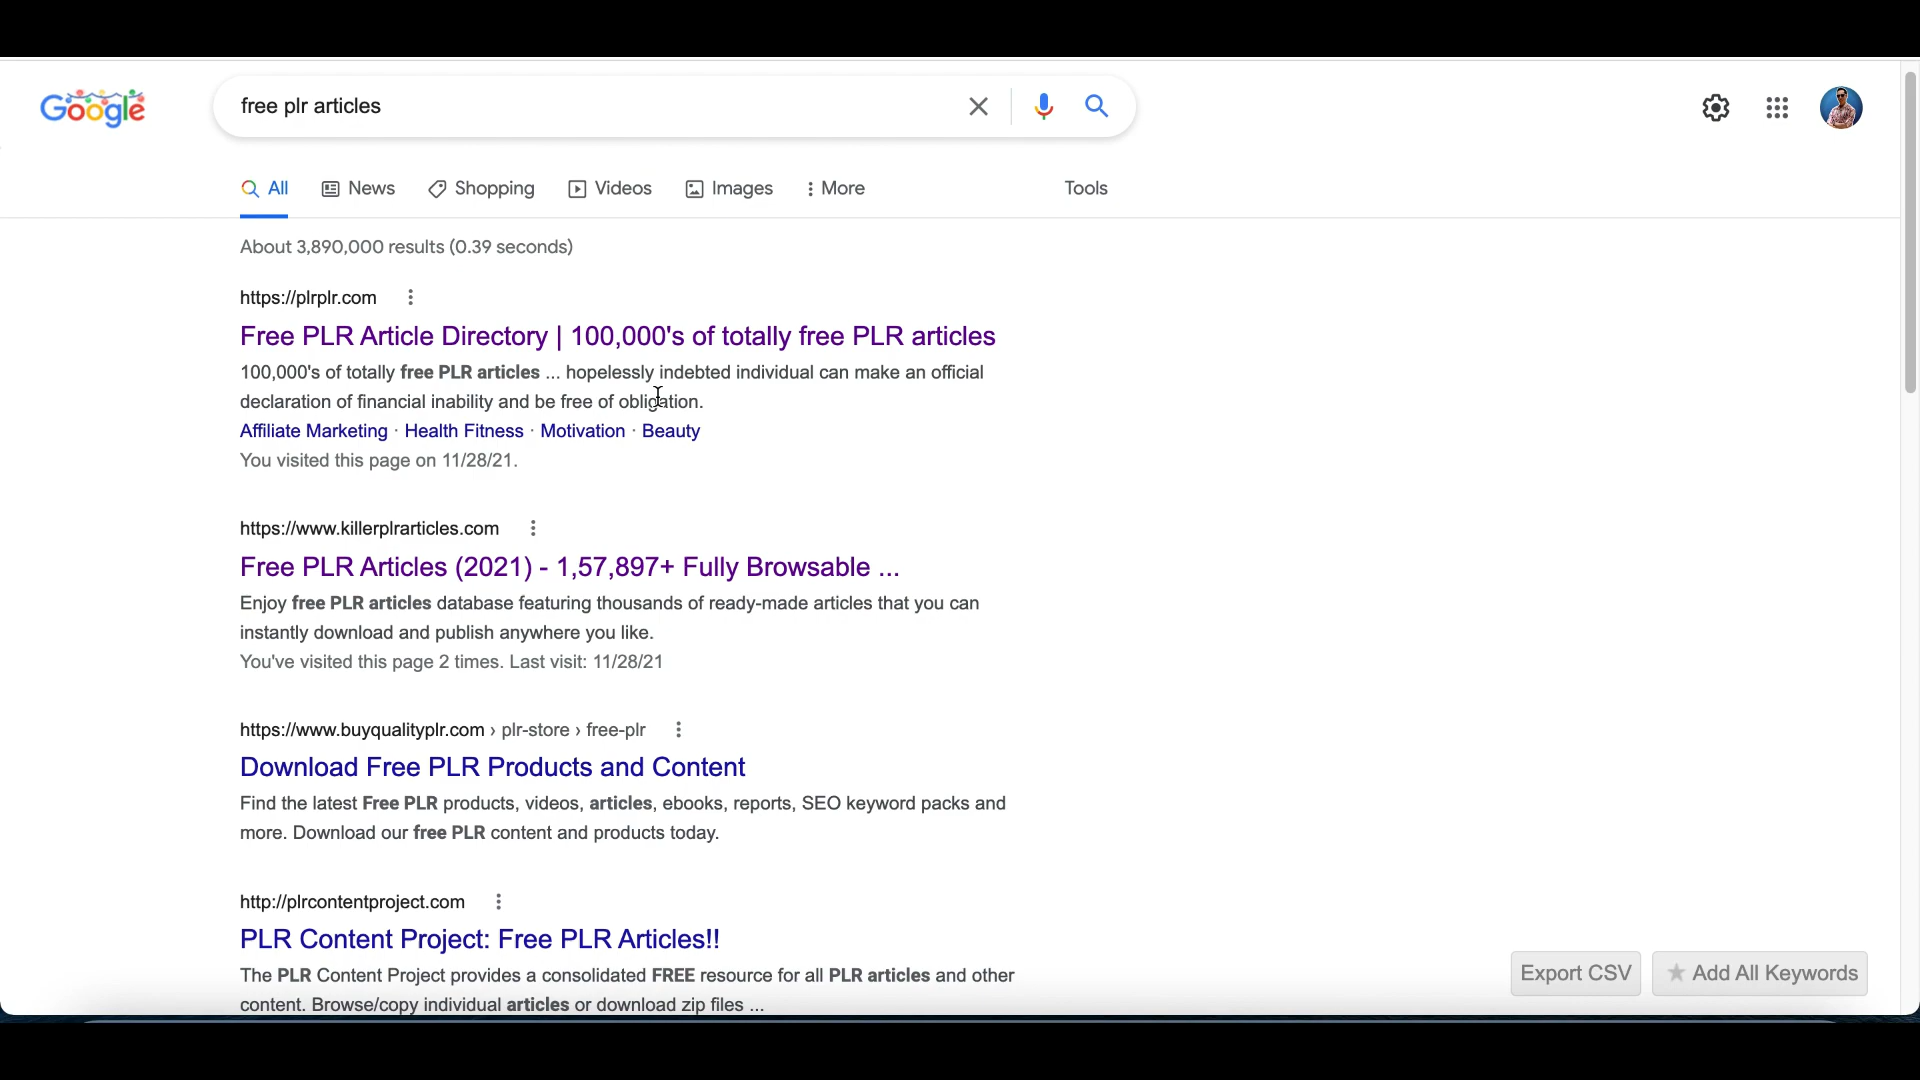 Google
free plr articles
All News Shopping Videos Images More Tools
About 3,890,000 results (0.39 seconds)
https://plrplr.com
Free PLR Article Directory | 100,000's of totally free PLR articles
100,000's of totally free PLR articles ... hopelessly indebted individual can make an official
declaration of financial inability and be free of obligation.
Affiliate Marketing · Health Fitness · Motivation · Beauty
You visited this page on 11/28/21.
https://www.killerplrarticles.com
Free PLR Articles (2021) - 1,57,897+ Fully Browsable ...
Enjoy free PLR articles database featuring thousands of ready-made articles that you can
instantly download and publish anywhere you like.
You've visited this page 2 times. Last visit: 11/28/21
https://www.buyqualityplr.com › plr-store › free-plr
Download Free PLR Products and Content
Find the latest Free PLR products, videos, articles, ebooks, reports, SEO keyword packs and
more. Download our free PLR content and products today.
http://plrcontentproject.com
PLR Content Project: Free PLR Articles!!
The PLR Content Project provides a consolidated FREE resource for all PLR articles and other
content. Browse/copy individual articles or download zip files ...
Export CSV ★ Add All Keywords